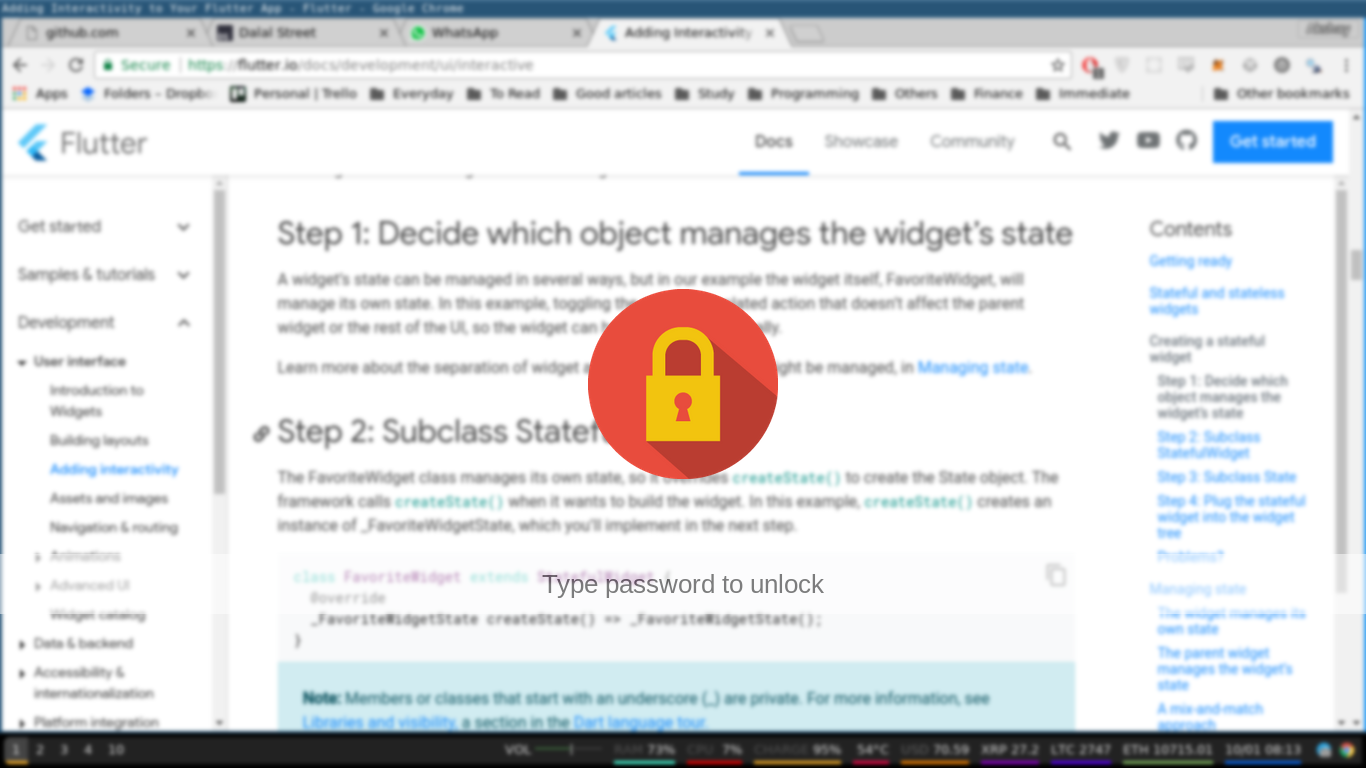 Adding Interactivity to Your Flutter App - Flutter - Google Chrome
github.com
Dalal Street
WhatsApp
Adding Interactivity
Secure
https://flutter.io/docs/development/ui/interactive
Apps
Folders - Dropbo
Personal | Trello
Everyday
To Read
Good articles
Study
Programming
Others
Finance
Immediate
Other bookmarks
Flutter
Docs
Showcase
Community
Get started
Get started
Samples & tutorials
Development
User interface
Introduction to
Widgets
Building layouts
Adding interactivity
Assets and images
Navigation & routing
Animations
Advanced UI
Widget catalog
Data & backend
Accessibility &
internationalization
Platform integration
Step 1: Decide which object manages the widget's state
A widget's state can be managed in several ways, but in our example the widget itself, FavoriteWidget, will
manage its own state. In this example, toggling the lated action that doesn't affect the parent
widget or the rest of the UI, so the widget can lly.
Learn more about the separation of widget ght be managed, in Managing state.
Step 2: Subclass Statef
The FavoriteWidget class manages its own state, so it ides createState() to create the State object. The
framework calls createState() when it wants to build the widget. In this example, createState() creates an
instance of _FavoriteWidgetState, which you'll implement in the next step.
class FavoriteWidget extends StatefulWidget {
@override
_FavoriteWidgetState createState() => _FavoriteWidgetState();
}
Type password to unlock
Note: Members or classes that start with an underscore (_) are private. For more information, see
Libraries and visibility, a section in the Dart language tour.
Contents
Getting ready
Stateful and stateless
widgets
Creating a stateful
widget
Step 1: Decide which
object manages the
widget's state
Step 2: Subclass
StatefulWidget
Step 3: Subclass State
Step 4: Plug the stateful
widget into the widget
tree
Problems?
Managing state
The widget manages its
own state
The parent widget
manages the widget's
state
A mix-and-match
approach
1 2 3 4 10
VOL
RAM 73%
CPU 7%
CHARGE 95%
54°C
USD 70.59
XRP 27.2
LTC 2747
ETH 10715.01
10/01 08:13